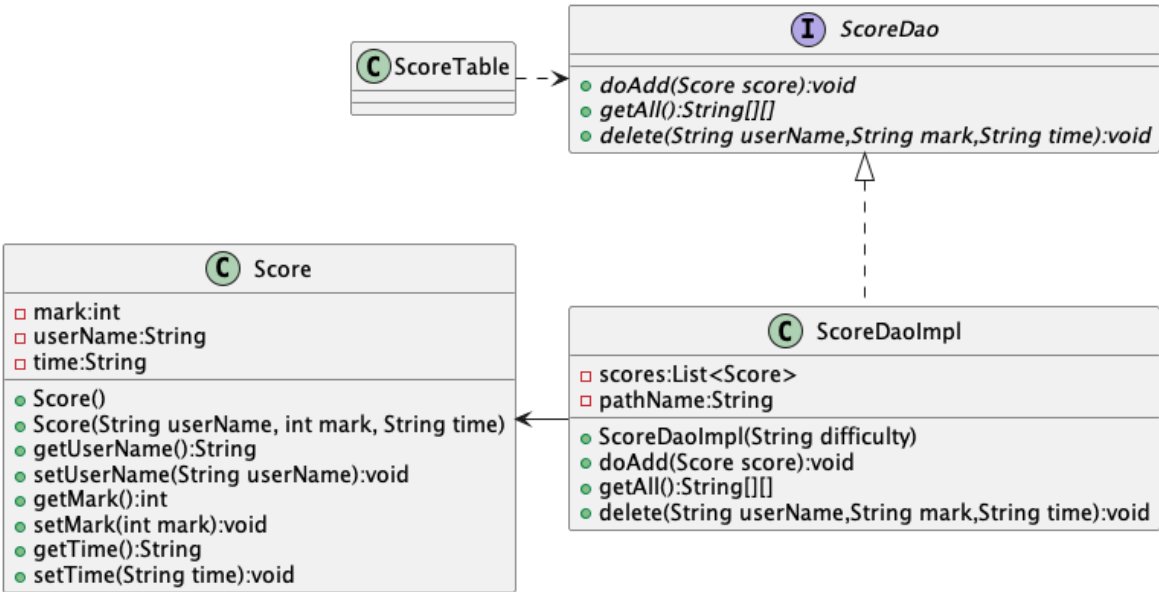 C ScoreTable
I ScoreDao
doAdd(Score score):void
getAll():String[][]
delete(String userName,String mark,String time):void
C Score
mark:int
userName:String
time:String
Score()
Score(String userName, int mark, String time)
getUserName():String
setUserName(String userName):void
getMark():int
setMark(int mark):void
getTime():String
setTime(String time):void
C ScoreDaoImpl
scores:List<Score>
pathName:String
ScoreDaoImpl(String difficulty)
doAdd(Score score):void
getAll():String[][]
delete(String userName,String mark,String time):void